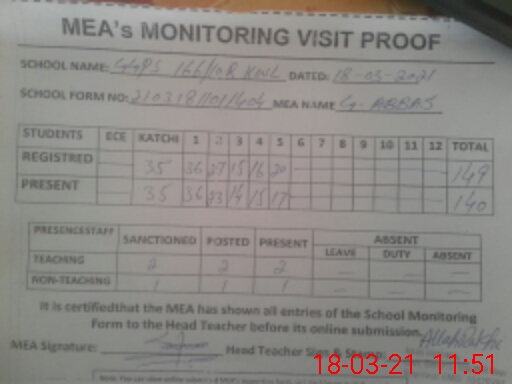 MEA's MONITORING VISIT PROOF
SCHOOL NAME: GGPS 166/10R KWL DATED: 18-03-2021
SCHOOL FORM NO: MEA NAME G-ABBAS
STUDENTS ECE KATCHI 1 2 3 4 5 6 7 8 9 10 11 12 TOTAL
REGISTRED — 35 36 27 15 16 20 149
PRESENT — 35 36 23 14 15 17 140
PRESENCESTAFF SANCTIONED POSTED PRESENT ABSENT
LEAVE DUTY ABSENT
TEACHING 2 2 2 — — —
NON-TEACHING 1 1 1 — — —
It is certifiedthat the MEA has shown all entries of the School Monitoring
Form to the Head Teacher before its online submission.
MEA Signature: Head Teacher Sign & Stamp
18-03-21 11:51